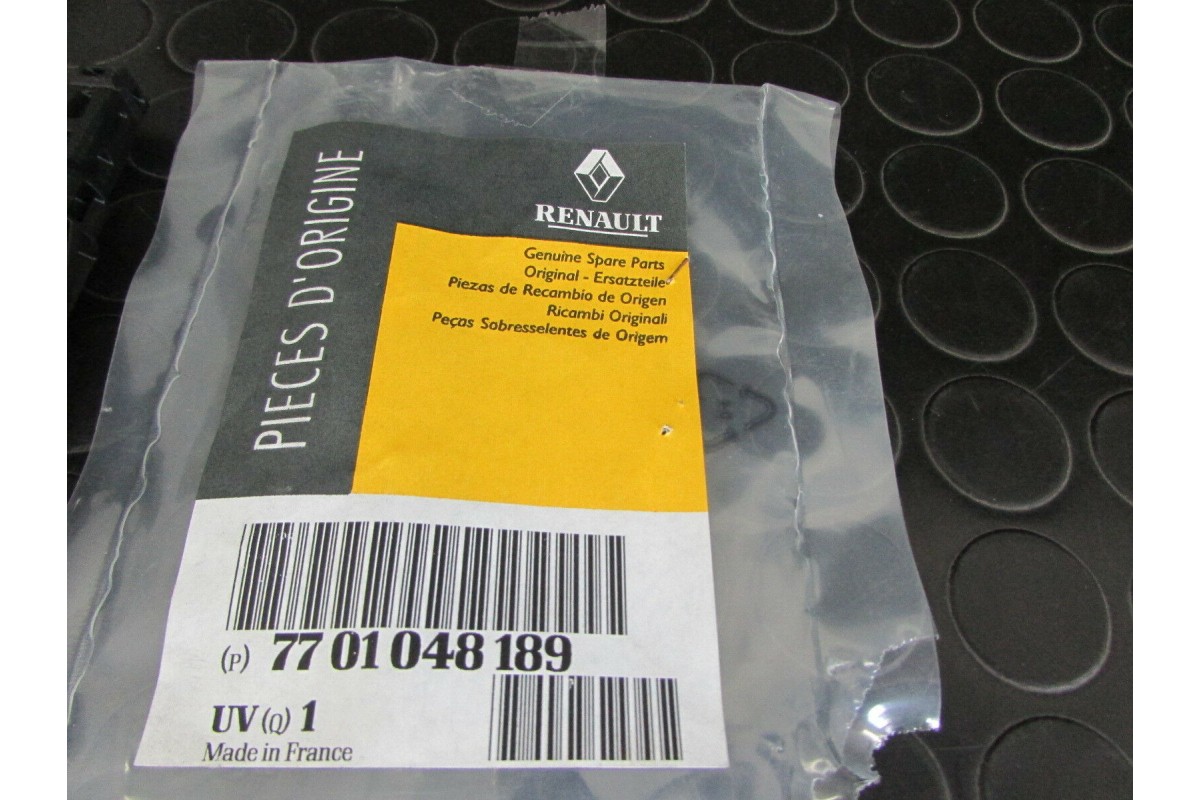 PIECES D'ORIGINE
RENAULT
Genuine Spare Parts
Original - Ersatzteile
Piezas de Recambio de Origen
Ricambi Originali
Peças Sobresselentes de Origem
(P) 77 01 048 189
UV (Q) 1
Made in France